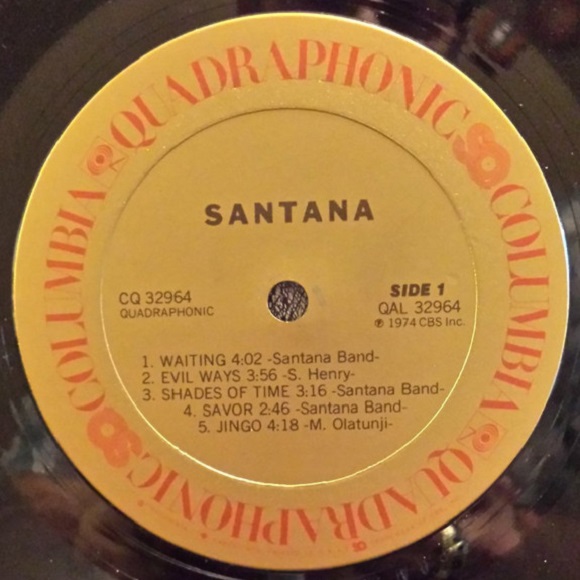 QUADRAPHONIC
COLUMBIA
COLUMBIA
QUADRAPHONIC
SANTANA
CQ 32964
QUADRAPHONIC
SIDE 1
QAL 32964
℗ 1974 CBS Inc.
1. WAITING 4:02 -Santana Band-
2. EVIL WAYS 3:56 -S. Henry-
3. SHADES OF TIME 3:16 -Santana Band-
4. SAVOR 2:46 -Santana Band-
5. JINGO 4:18 -M. Olatunji-